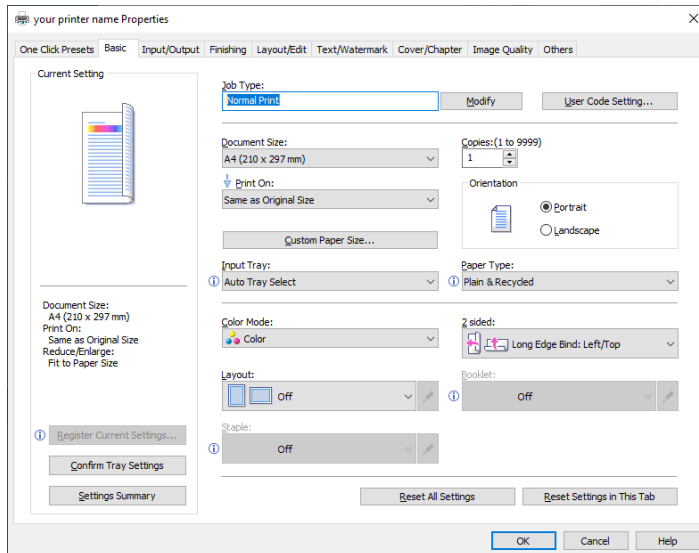 your printer name Properties
One Click Presets Basic Input/Output Finishing Layout/Edit Text/Watermark Cover/Chapter Image Quality Others
Current Setting
Document Size:
A4 (210 x 297 mm)
Print On:
Same as Original Size
Reduce/Enlarge:
Fit to Paper Size
Register Current Settings...
Confirm Tray Settings
Settings Summary
Job Type:
Normal Print
Modify
User Code Setting...
Document Size:
A4 (210 x 297 mm)
Copies:(1 to 9999)
1
Print On:
Same as Original Size
Orientation
Portrait
Landscape
Custom Paper Size...
Input Tray:
Auto Tray Select
Paper Type:
Plain & Recycled
Color Mode:
Color
2 sided:
Long Edge Bind: Left/Top
Layout:
Off
Booklet:
Off
Staple:
Off
Reset All Settings
Reset Settings in This Tab
OK
Cancel
Help